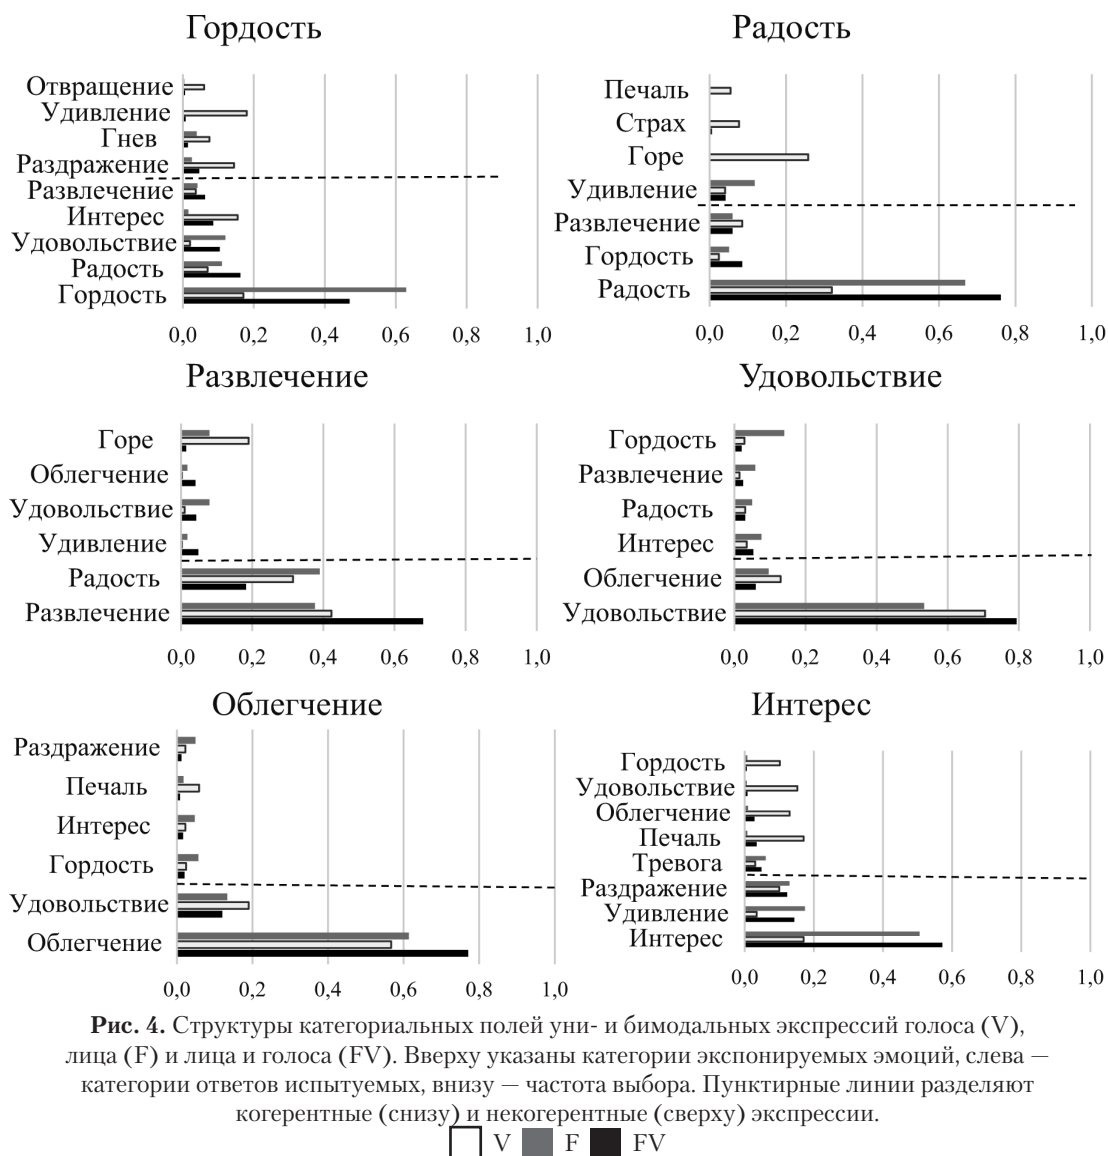 Гордость
Отвращение
Удивление
Гнев
Раздражение
Развлечение
Интерес
Удовольствие
Радость
Гордость
0,0 0,2 0,4 0,6 0,8 1,0
Радость
Печаль
Страх
Горе
Удивление
Развлечение
Гордость
Радость
0,0 0,2 0,4 0,6 0,8 1,0
Развлечение
Горе
Облегчение
Удовольствие
Удивление
Радость
Развлечение
0,0 0,2 0,4 0,6 0,8 1,0
Удовольствие
Гордость
Развлечение
Радость
Интерес
Облегчение
Удовольствие
0,0 0,2 0,4 0,6 0,8 1,0
Облегчение
Раздражение
Печаль
Интерес
Гордость
Удовольствие
Облегчение
0,0 0,2 0,4 0,6 0,8 1,0
Интерес
Гордость
Удовольствие
Облегчение
Печаль
Тревога
Раздражение
Удивление
Интерес
0,0 0,2 0,4 0,6 0,8 1,0
Рис. 4. Структуры категориальных полей уни- и бимодальных экспрессий голоса (V),
лица (F) и лица и голоса (FV). Вверху указаны категории экспонируемых эмоций, слева —
категории ответов испытуемых, внизу — частота выбора. Пунктирные линии разделяют
когерентные (снизу) и некогерентные (сверху) экспрессии.
V F FV